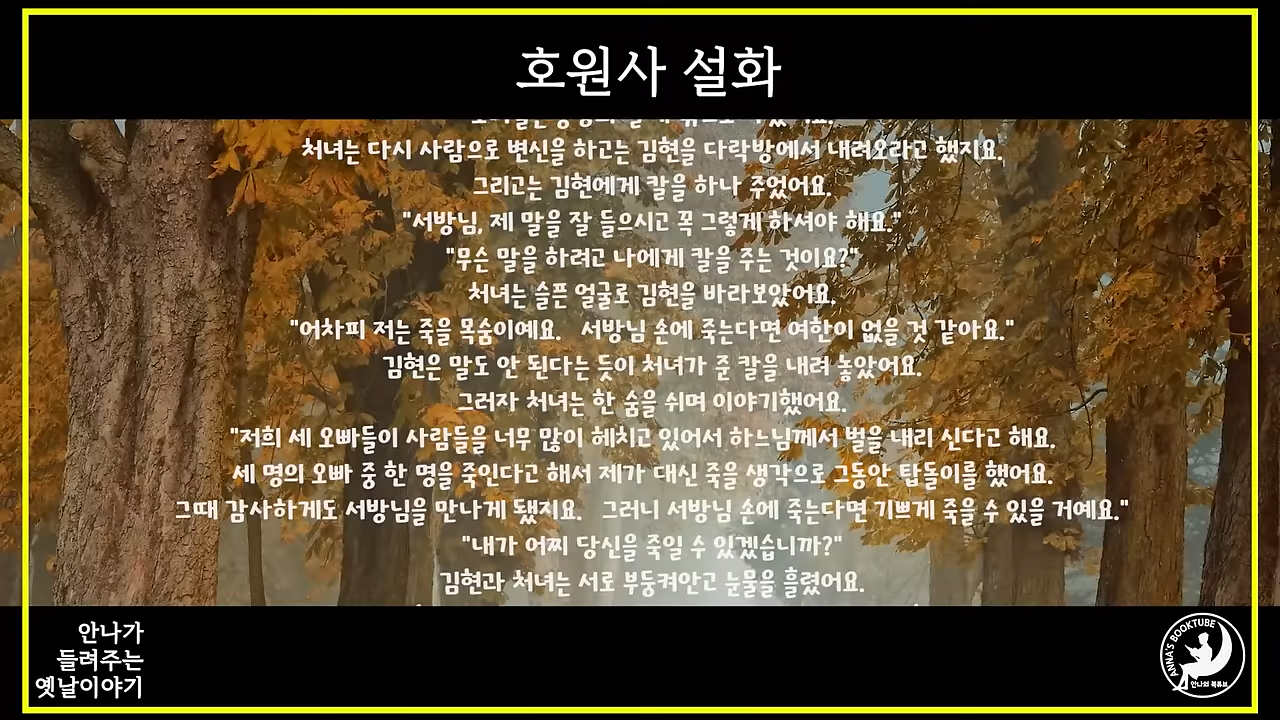 호원사 설화
처녀는 다시 사람으로 변신을 하고는 김현을 다락방에서 내려오라고 했지요.
그리고는 김현에게 칼을 하나 주었어요.
"서방님, 제 말을 잘 들으시고 꼭 그렇게 하셔야 해요."
"무슨 말을 하려고 나에게 칼을 주는 것이요?"
처녀는 슬픈 얼굴로 김현을 바라보았어요.
"어차피 저는 죽을 목숨이예요. 서방님 손에 죽는다면 여한이 없을 것 같아요."
김현은 말도 안 된다는 듯이 처녀가 준 칼을 내려 놓았어요.
그러자 처녀는 한 숨을 쉬며 이야기했어요.
"저희 세 오빠들이 사람들을 너무 많이 헤치고 있어서 하느님께서 벌을 내리 신다고 해요.
세 명의 오빠 중 한 명을 죽인다고 해서 제가 대신 죽을 생각으로 그동안 탑돌이를 했어요.
그때 감사하게도 서방님을 만나게 됐지요. 그러니 서방님 손에 죽는다면 기쁘게 죽을 수 있을 거예요."
"내가 어찌 당신을 죽일 수 있겠습니까?"
김현과 처녀는 서로 부둥켜안고 눈물을 흘렸어요.
안나가
들려주는
옛날이야기
ANNA'S BOOKTUBE
안나의 북튜브